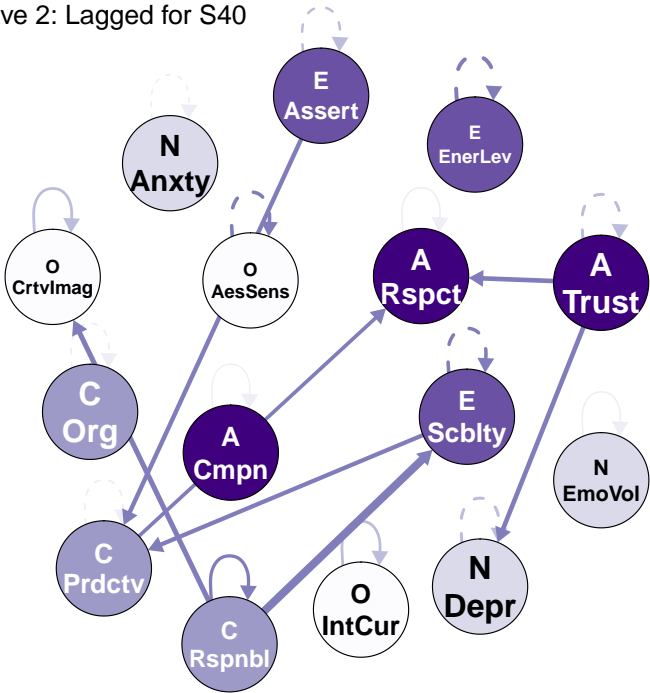 ve 2: Lagged for S40
E
Assert
E
EnerLev
N
Anxty
O
CrtvImag
O
AesSens
A
Rspct
A
Trust
C
Org
A
Cmpn
E
Scblty
N
EmoVol
C
Prdctv
C
Rspnbl
O
IntCur
N
Depr